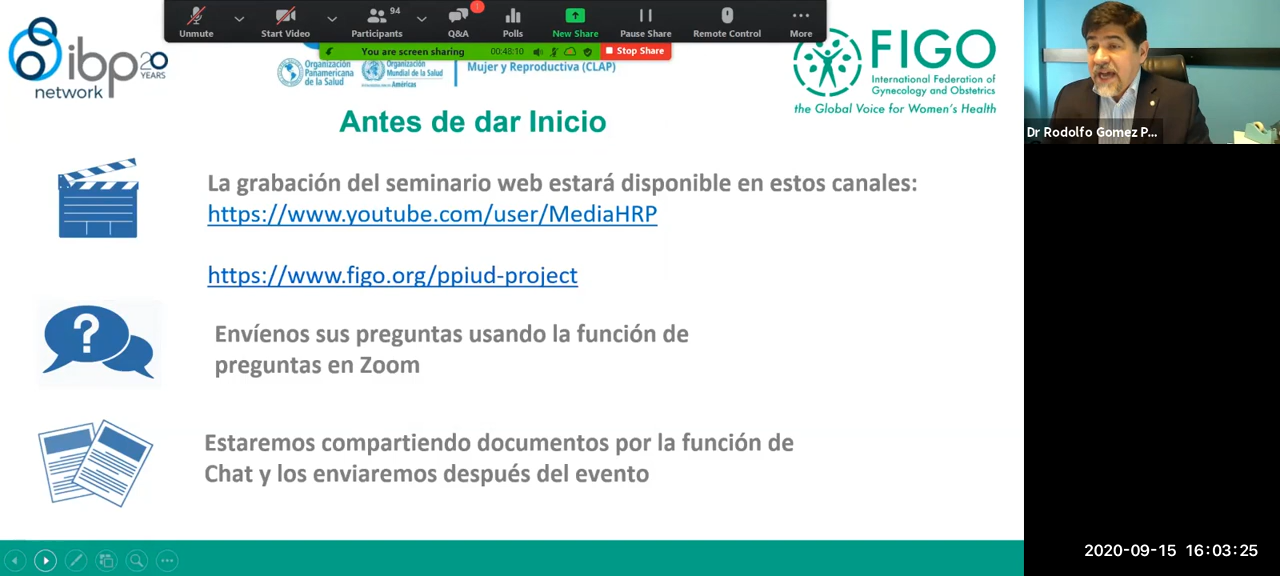 Unmute
Start Video
94
Participants
Q&A
Polls
New Share
Pause Share
Remote Control
More
You are screen sharing
00:48:10
Stop Share
ibp 20
YEARS
network
Organización
Panamericana
de la Salud
Organización
Mundial de la Salud
Américas
Mujer y Reproductiva (CLAP)
FIGO
International Federation of
Gynecology and Obstetrics
the Global Voice for Women's Health
Antes de dar Inicio
La grabación del seminario web estará disponible en estos canales:
https://www.youtube.com/user/MediaHRP
https://www.figo.org/ppiud-project
?
Envíenos sus preguntas usando la función de
preguntas en Zoom
Estaremos compartiendo documentos por la función de
Chat y los enviaremos después del evento
Dr Rodolfo Gomez P...
2020-09-15 16:03:25